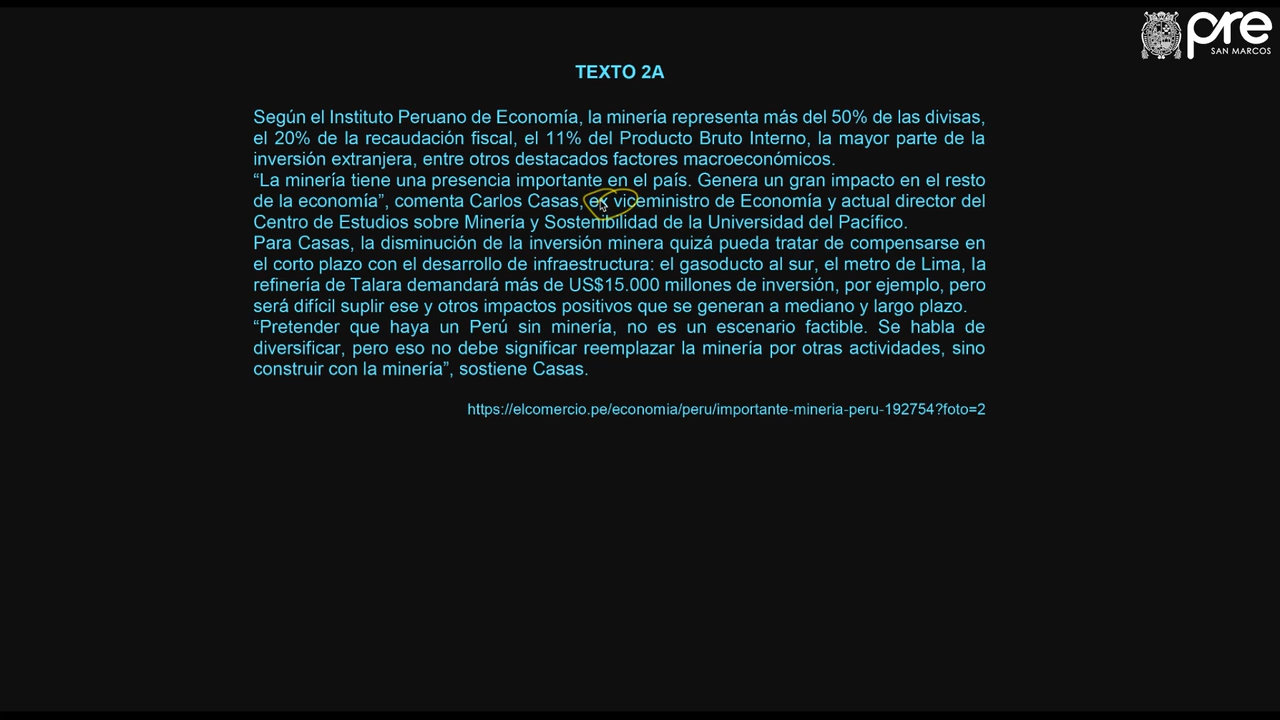 pre
SAN MARCOS
TEXTO 2A
Según el Instituto Peruano de Economía, la minería representa más del 50% de las divisas,
el 20% de la recaudación fiscal, el 11% del Producto Bruto Interno, la mayor parte de la
inversión extranjera, entre otros destacados factores macroeconómicos.
“La minería tiene una presencia importante en el país. Genera un gran impacto en el resto
de la economía”, comenta Carlos Casas, ex viceministro de Economía y actual director del
Centro de Estudios sobre Minería y Sostenibilidad de la Universidad del Pacífico.
Para Casas, la disminución de la inversión minera quizá pueda tratar de compensarse en
el corto plazo con el desarrollo de infraestructura: el gasoducto al sur, el metro de Lima, la
refinería de Talara demandará más de US$15.000 millones de inversión, por ejemplo, pero
será difícil suplir ese y otros impactos positivos que se generan a mediano y largo plazo.
“Pretender que haya un Perú sin minería, no es un escenario factible. Se habla de
diversificar, pero eso no debe significar reemplazar la minería por otras actividades, sino
construir con la minería”, sostiene Casas.
https://elcomercio.pe/economia/peru/importante-mineria-peru-192754?foto=2